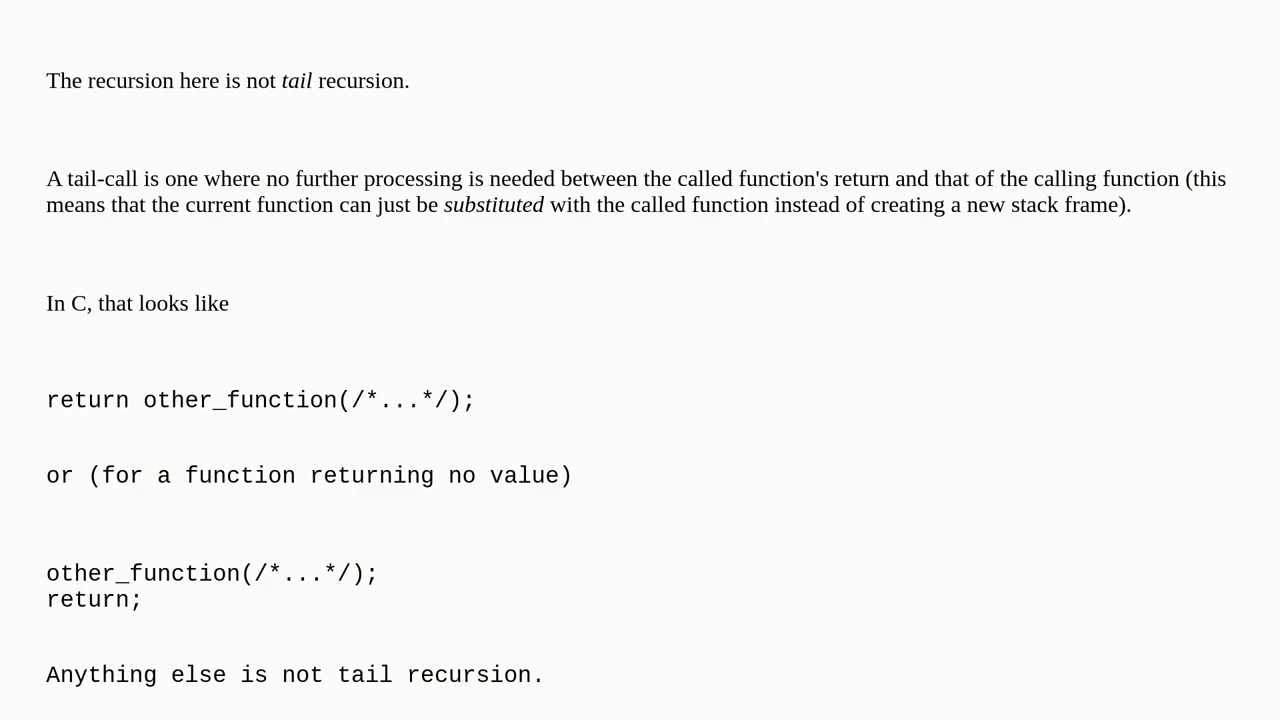 The recursion here is not tail recursion.
A tail-call is one where no further processing is needed between the called function's return and that of the calling function (this
means that the current function can just be substituted with the called function instead of creating a new stack frame).
In C, that looks like
return other_function(/*...*/);
or (for a function returning no value)
other_function(/*...*/);
return;
Anything else is not tail recursion.